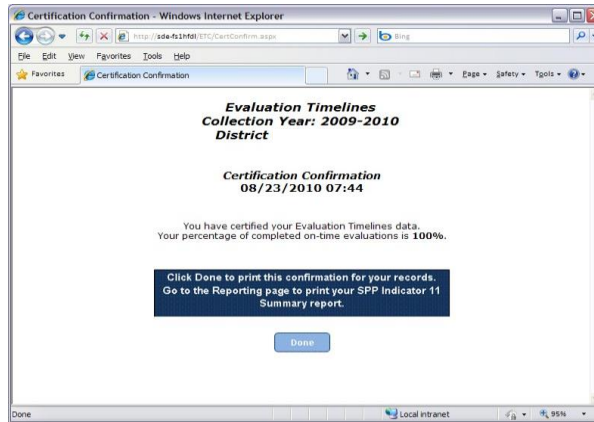 Certification Confirmation - Windows Internet Explorer
http://sde-fs1hfdl/ETC/CertConfirm.aspx
Bing
File Edit View Favorites Tools Help
Favorites Certification Confirmation Page Safety Tools
Evaluation Timelines
Collection Year: 2009-2010
District
Certification Confirmation
08/23/2010 07:44
You have certified your Evaluation Timelines data.
Your percentage of completed on-time evaluations is 100%.
Click Done to print this confirmation for your records.
Go to the Reporting page to print your SPP Indicator 11
Summary report.
Done
Done Local intranet 95%